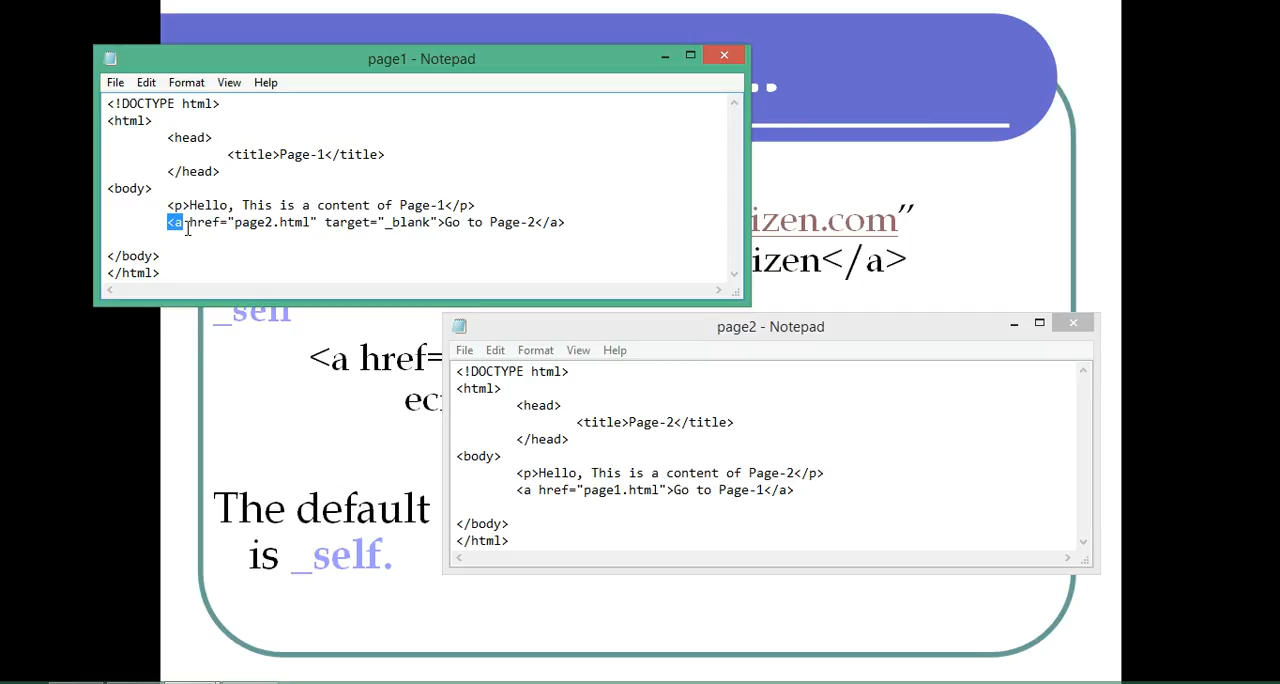 page1 - Notepad
File Edit Format View Help
<!DOCTYPE html>
<html>
<head>
<title>Page-1</title>
</head>
<body>
<p>Hello, This is a content of Page-1</p>
<a href="page2.html" target="_blank">Go to Page-2</a>
</body>
</html>
izen.com”
izen</a>
_self
<a href=
The default
is _self.
page2 - Notepad
File Edit Format View Help
<!DOCTYPE html>
<html>
<head>
<title>Page-2</title>
</head>
<body>
<p>Hello, This is a content of Page-2</p>
<a href="page1.html">Go to Page-1</a>
</body>
</html>